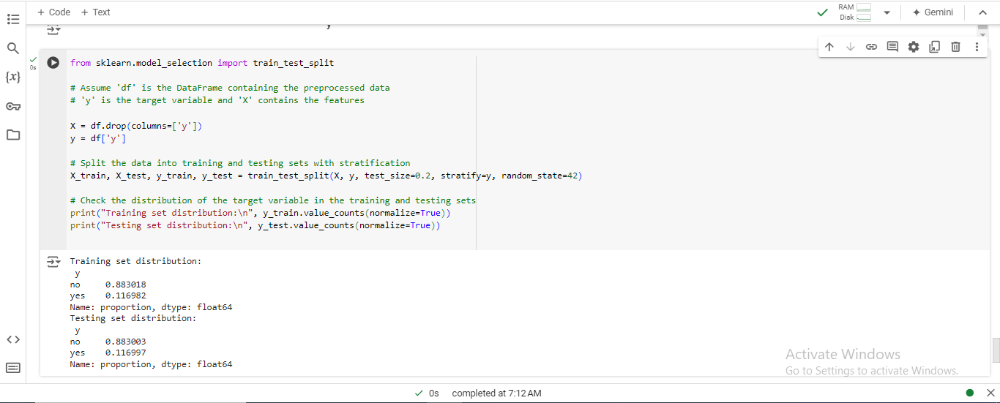 + Code + Text
RAM
Disk
Gemini
0s
from sklearn.model_selection import train_test_split
# Assume 'df' is the DataFrame containing the preprocessed data
# 'y' is the target variable and 'X' contains the features
X = df.drop(columns=['y'])
y = df['y']
# Split the data into training and testing sets with stratification
X_train, X_test, y_train, y_test = train_test_split(X, y, test_size=0.2, stratify=y, random_state=42)
# Check the distribution of the target variable in the training and testing sets
print("Training set distribution:\n", y_train.value_counts(normalize=True))
print("Testing set distribution:\n", y_test.value_counts(normalize=True))
Training set distribution:
y
no 0.883018
yes 0.116982
Name: proportion, dtype: float64
Testing set distribution:
y
no 0.883003
yes 0.116997
Name: proportion, dtype: float64
Activate Windows
Go to Settings to activate Windows.
0s completed at 7:12 AM